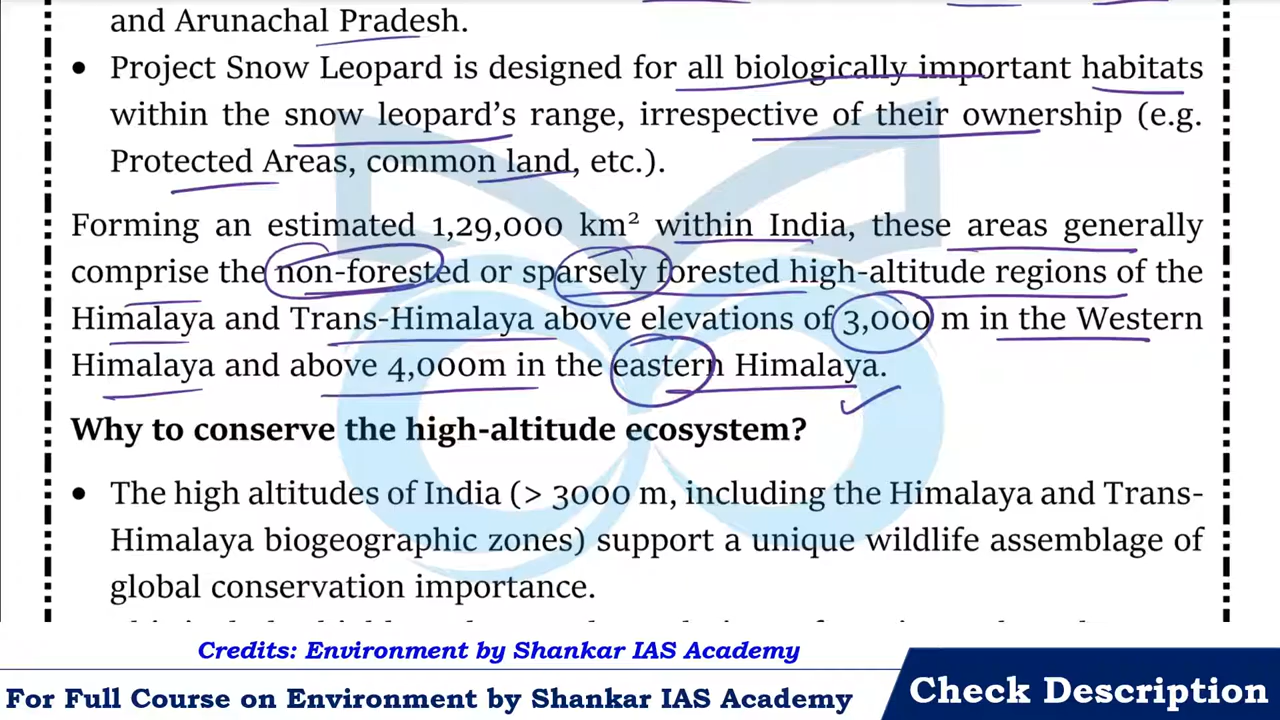 and Arunachal Pradesh.
• Project Snow Leopard is designed for all biologically important habitats
within the snow leopard’s range, irrespective of their ownership (e.g.
Protected Areas, common land, etc.).
Forming an estimated 1,29,000 km² within India, these areas generally
comprise the non-forested or sparsely forested high-altitude regions of the
Himalaya and Trans-Himalaya above elevations of 3,000 m in the Western
Himalaya and above 4,000m in the eastern Himalaya.
Why to conserve the high-altitude ecosystem?
• The high altitudes of India (> 3000 m, including the Himalaya and Trans-
Himalaya biogeographic zones) support a unique wildlife assemblage of
global conservation importance.
Credits: Environment by Shankar IAS Academy
For Full Course on Environment by Shankar IAS Academy
Check Description